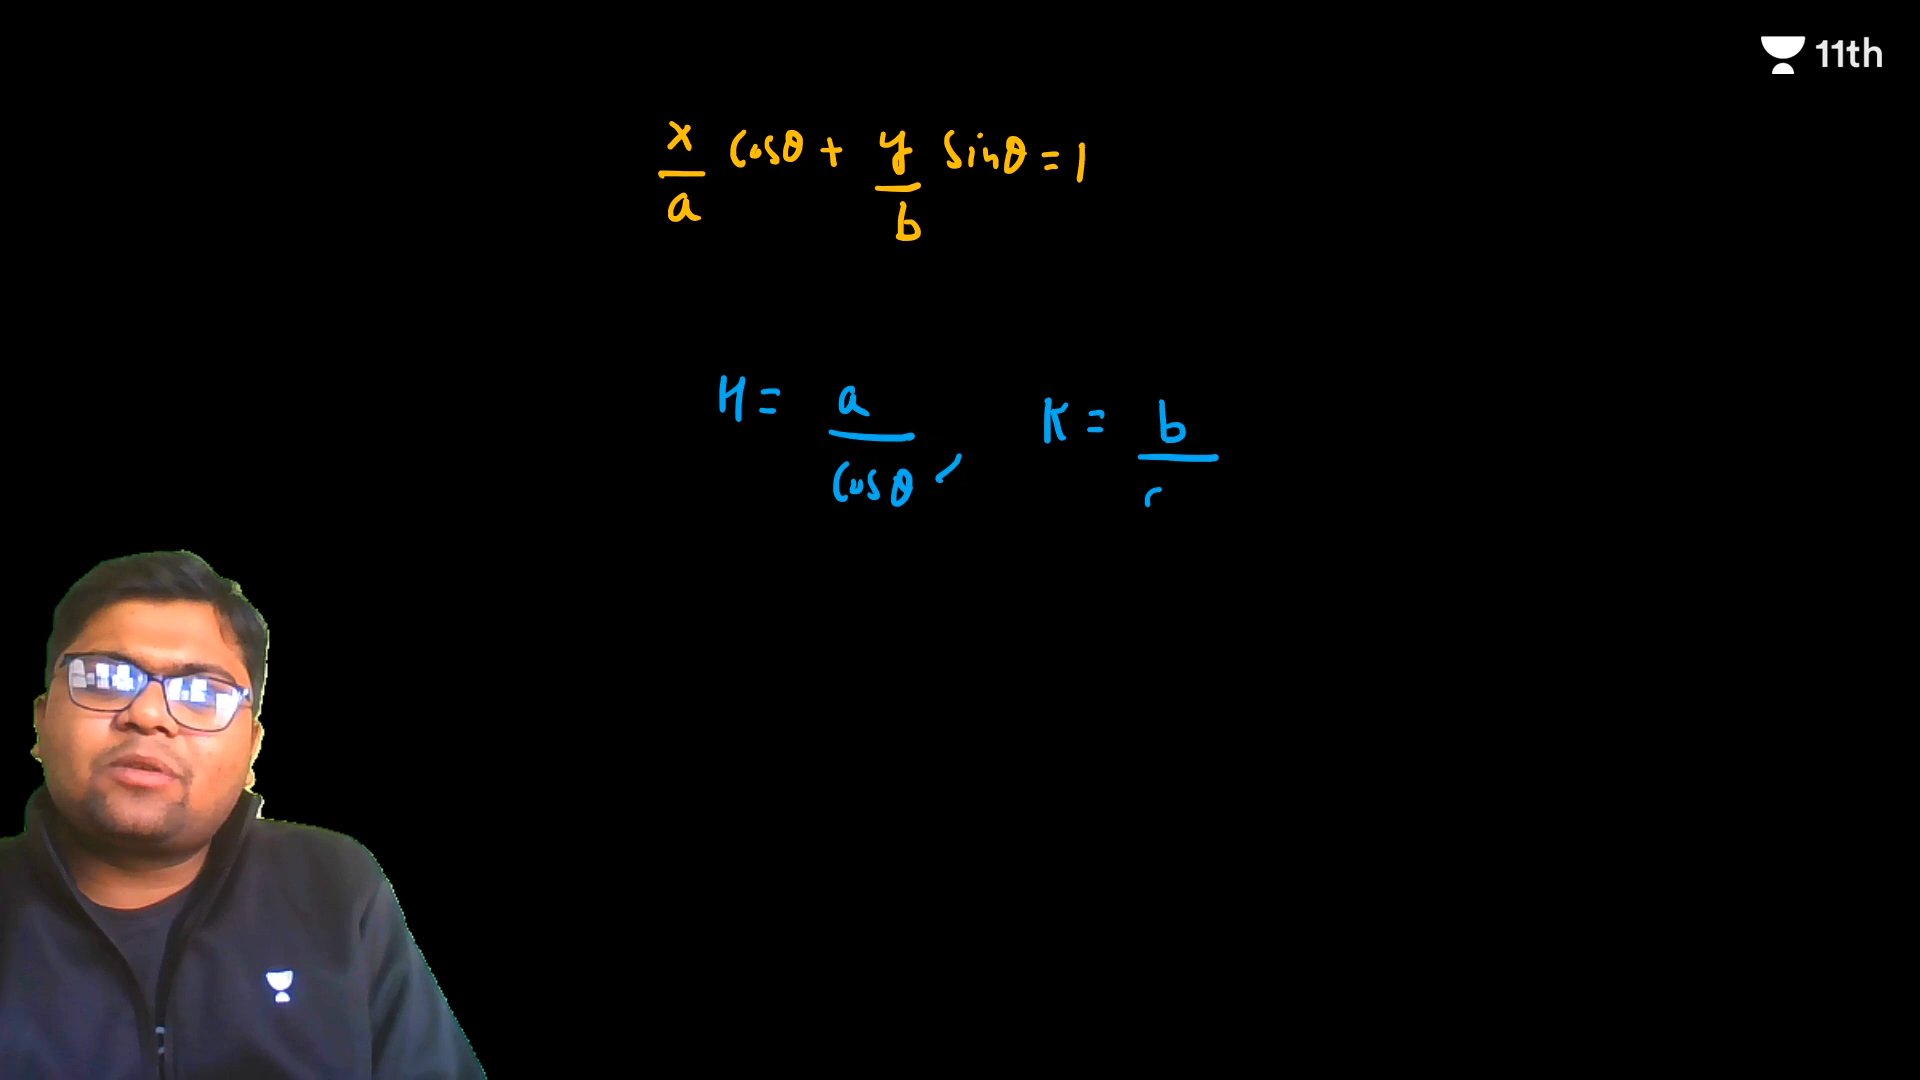 11th
x/a cosθ + y/b sinθ = 1
H = a/cosθ , K = b/